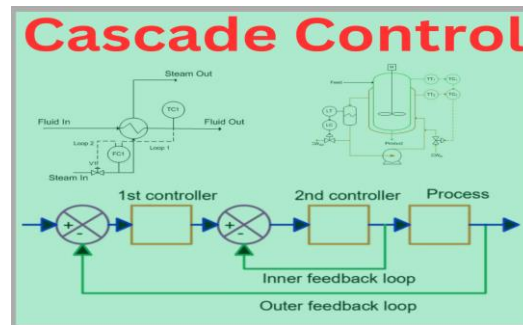 Cascade Control
Steam Out
TC1
Fluid In
Fluid Out
Loop 2
Loop 1
FC1
V1
Steam In
Feed
Product
1st controller
2nd controller
Process
+
-
+
-
Inner feedback loop
Outer feedback loop